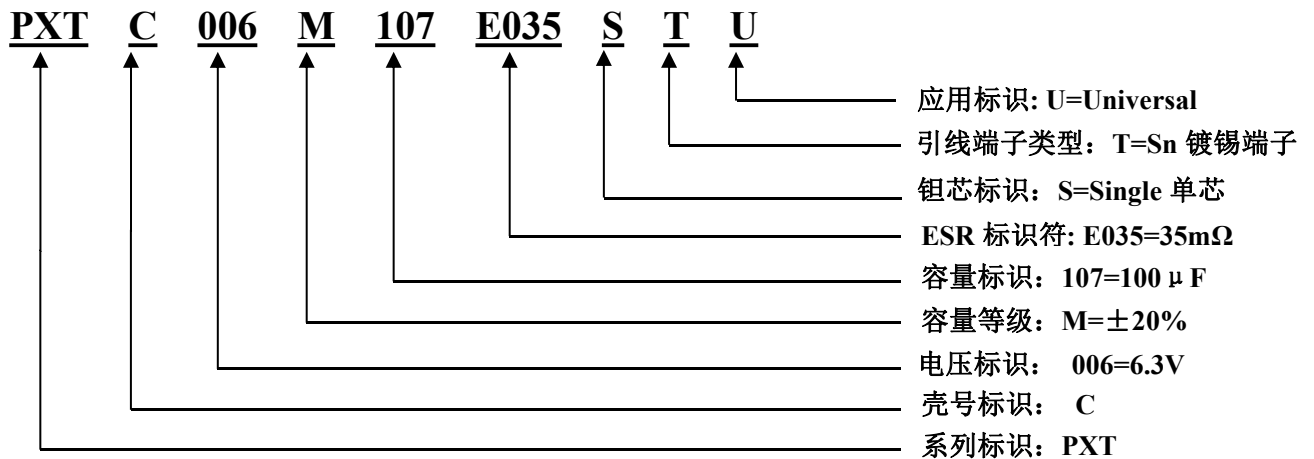 PXT C 006 M 107 E035 S T U
应用标识: U=Universal
引线端子类型：T=Sn 镀锡端子
钽芯标识：S=Single 单芯
ESR 标识符: E035=35mΩ
容量标识：107=100 μ F
容量等级：M=±20%
电压标识： 006=6.3V
壳号标识： C
系列标识：PXT